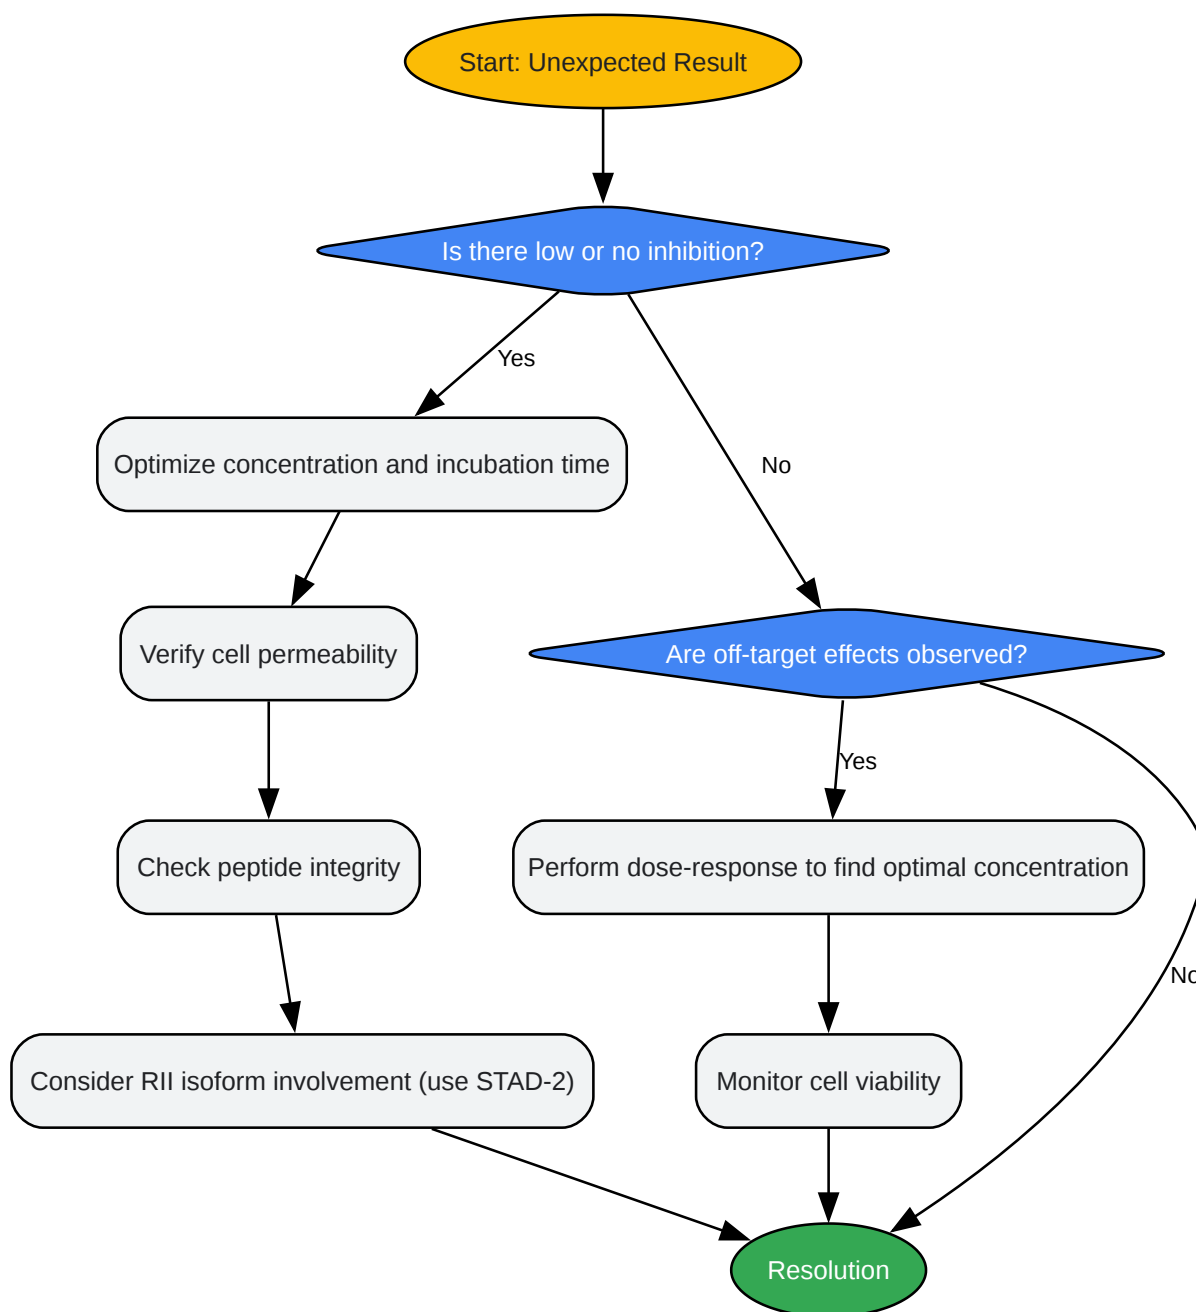 Start: Unexpected Result
Is there low or no inhibition?
Yes
Optimize concentration and incubation time
No
Verify cell permeability
Are off-target effects observed?
Yes
Check peptide integrity
Perform dose-response to find optimal concentration
No
Consider RII isoform involvement (use STAD-2)
Monitor cell viability
Resolution